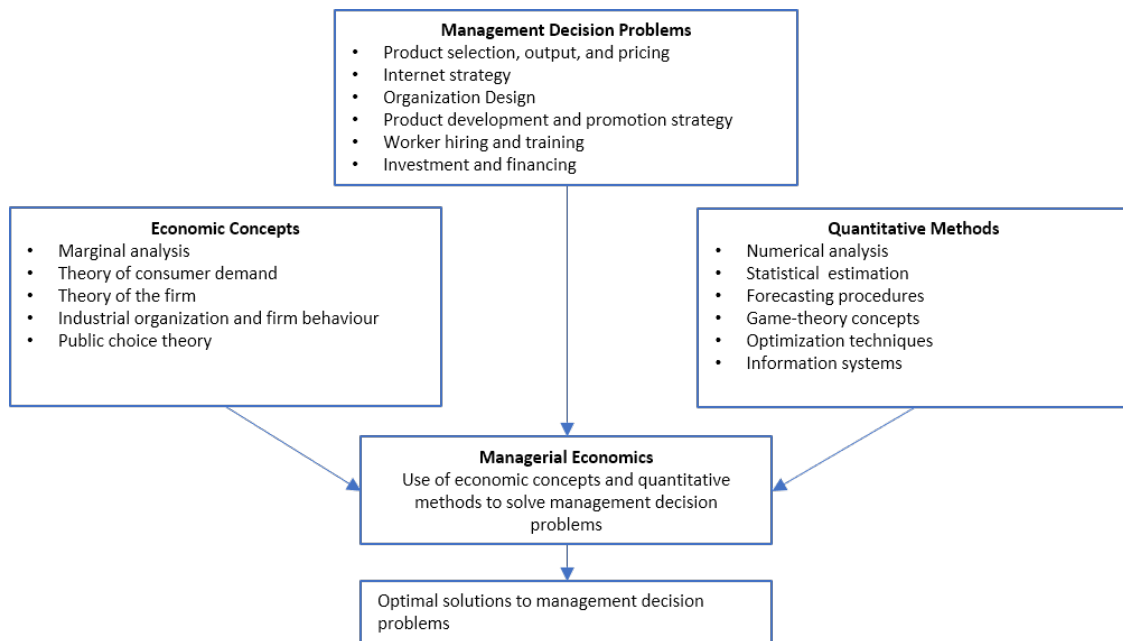 Management Decision Problems
• Product selection, output, and pricing
• Internet strategy
• Organization Design
• Product development and promotion strategy
• Worker hiring and training
• Investment and financing
Economic Concepts
• Marginal analysis
• Theory of consumer demand
• Theory of the firm
• Industrial organization and firm behaviour
• Public choice theory
Quantitative Methods
• Numerical analysis
• Statistical estimation
• Forecasting procedures
• Game-theory concepts
• Optimization techniques
• Information systems
Managerial Economics
Use of economic concepts and quantitative
methods to solve management decision
problems
Optimal solutions to management decision
problems